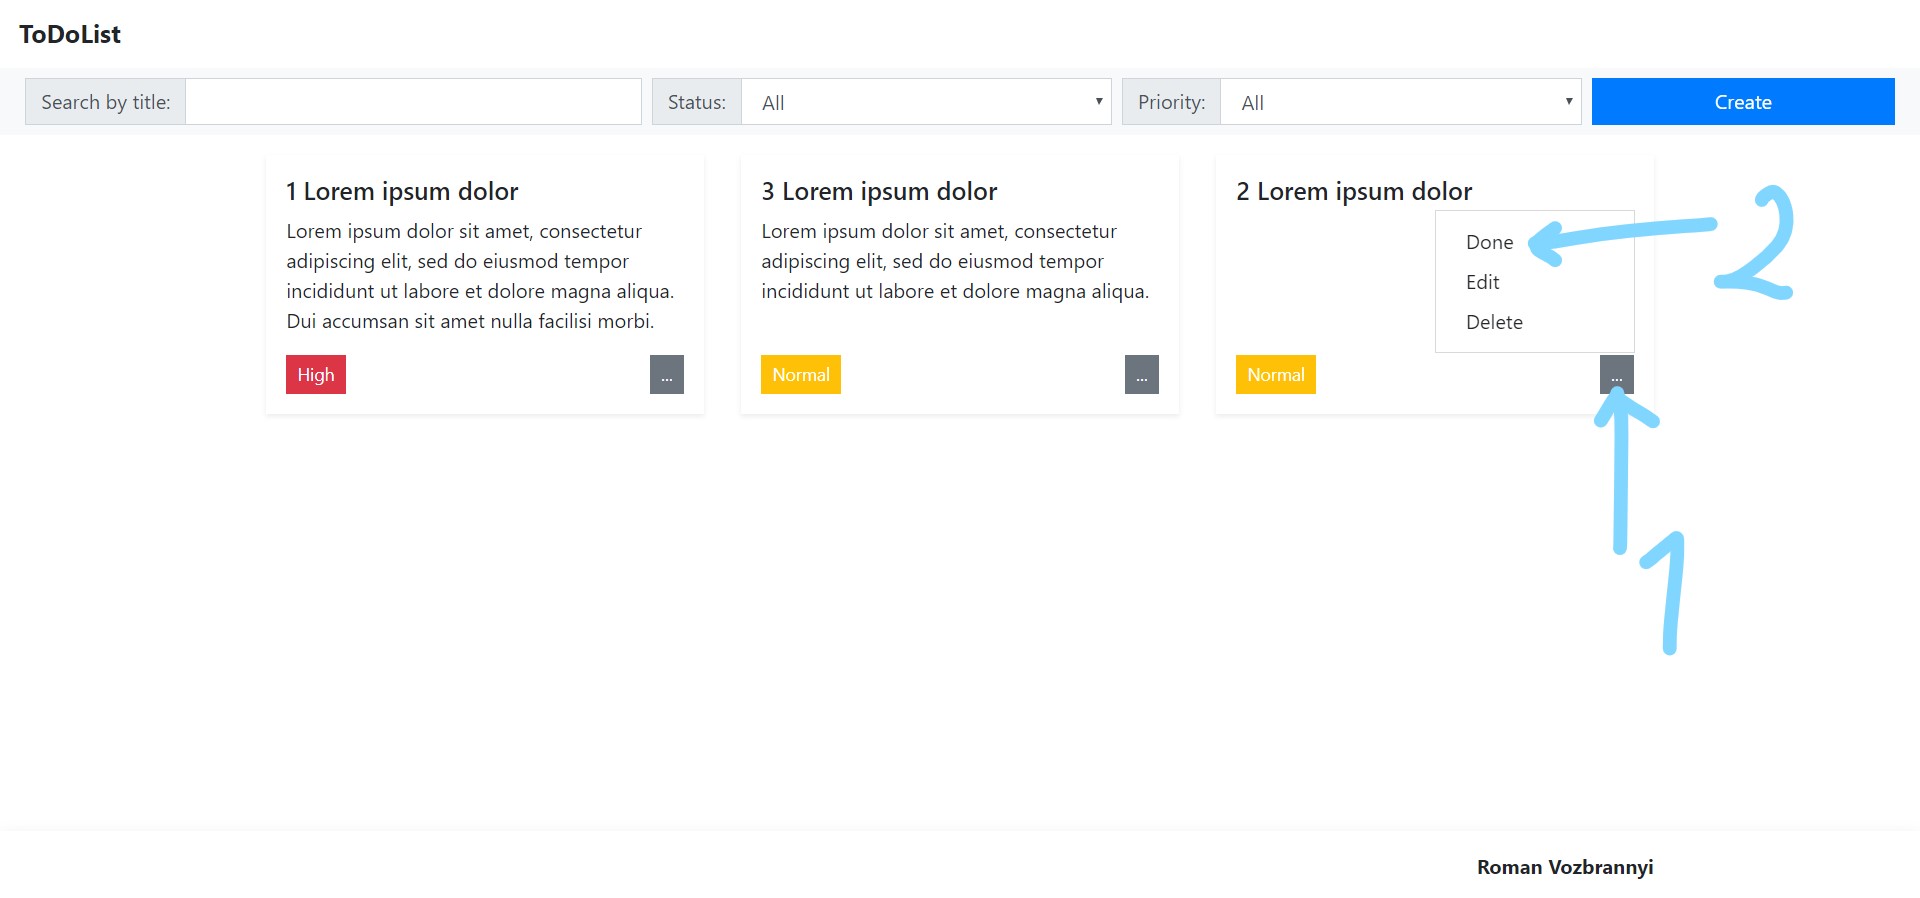 ToDoList
Search by title:
Status: All
Priority: All
Create
1 Lorem ipsum dolor
Lorem ipsum dolor sit amet, consectetur
adipiscing elit, sed do eiusmod tempor
incididunt ut labore et dolore magna aliqua.
Dui accumsan sit amet nulla facilisi morbi.
High
...
3 Lorem ipsum dolor
Lorem ipsum dolor sit amet, consectetur
adipiscing elit, sed do eiusmod tempor
incididunt ut labore et dolore magna aliqua.
Normal
...
2 Lorem ipsum dolor
Done
Edit
Delete
Normal
...
2
1
Roman Vozbrannyi